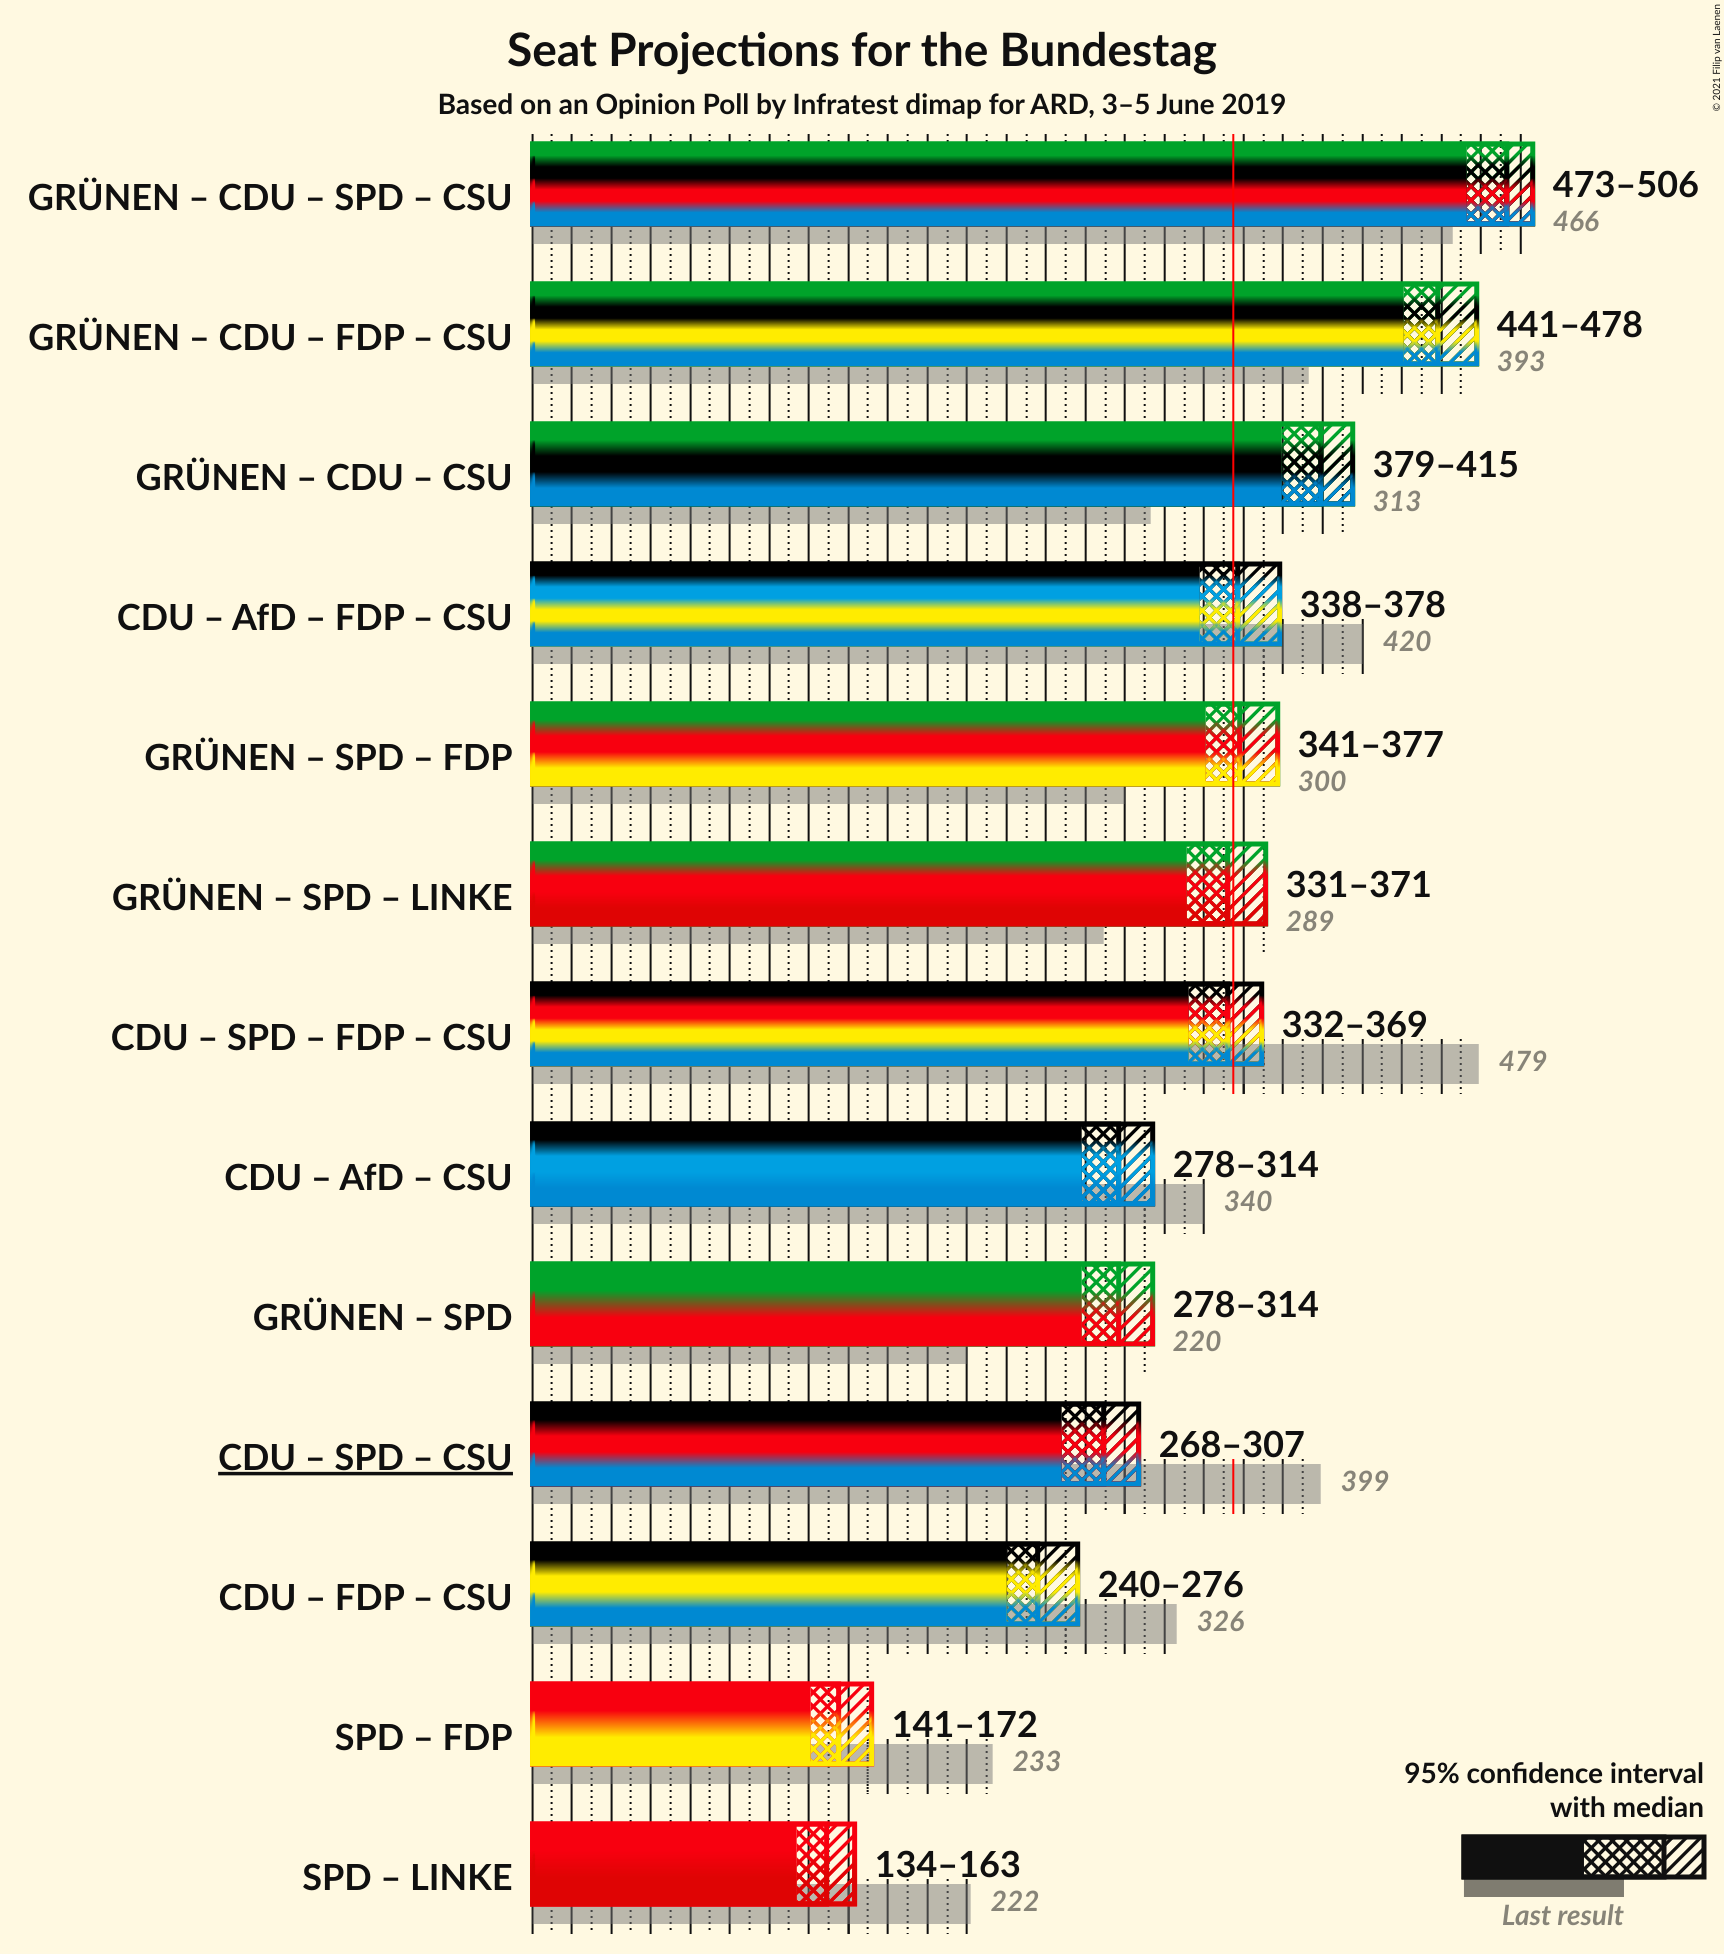 Seat Projections for the Bundestag
Based on an Opinion Poll by Infratest dimap for ARD, 3–5 June 2019
© 2021 Filip van Laenen
GRÜNEN – CDU – SPD – CSU
473–506
466
GRÜNEN – CDU – FDP – CSU
441–478
393
GRÜNEN – CDU – CSU
379–415
313
CDU – AfD – FDP – CSU
338–378
420
GRÜNEN – SPD – FDP
341–377
300
GRÜNEN – SPD – LINKE
331–371
289
CDU – SPD – FDP – CSU
332–369
479
CDU – AfD – CSU
278–314
340
GRÜNEN – SPD
278–314
220
CDU – SPD – CSU
268–307
399
CDU – FDP – CSU
240–276
326
SPD – FDP
141–172
233
SPD – LINKE
134–163
222
95% confidence interval
with median
Last result